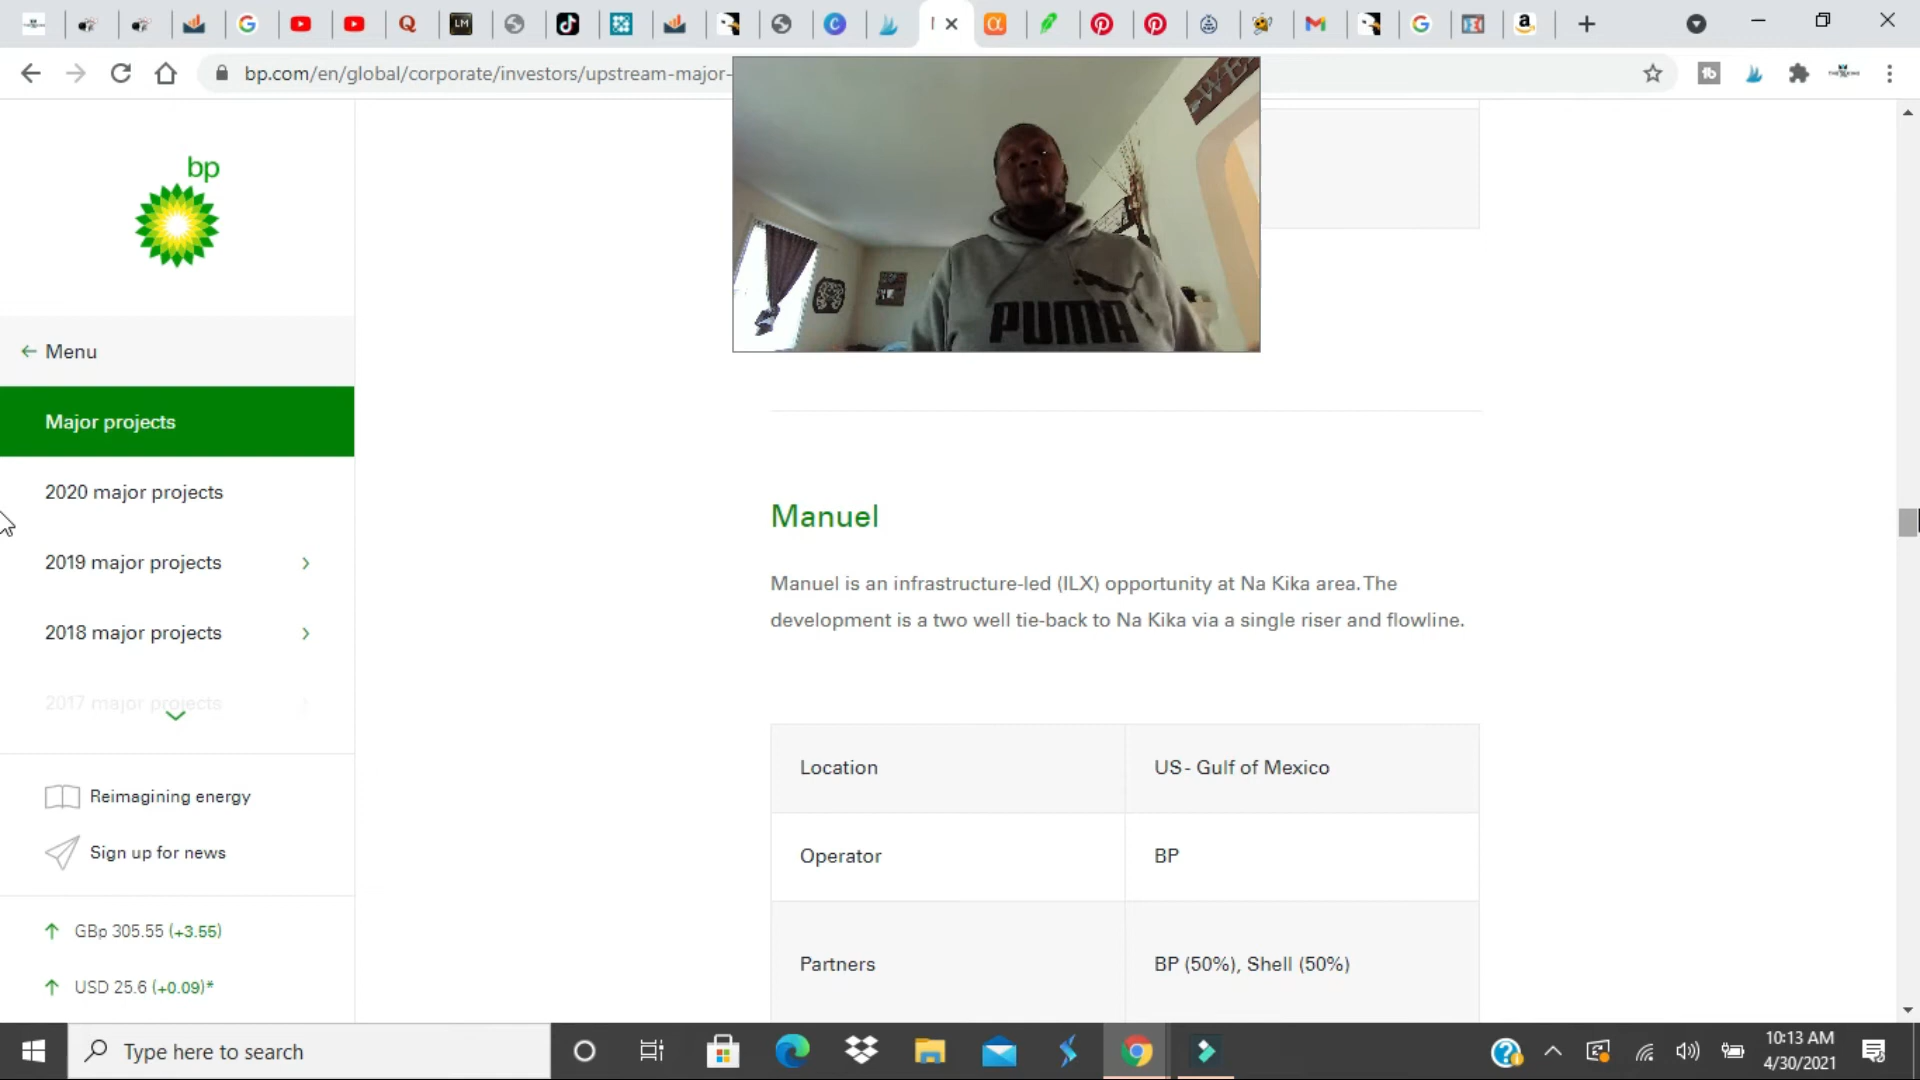 bp.com/en/global/corporate/investors/upstream-major-
bp
WE
PUMA
Menu
Major projects
2020 major projects
2019 major projects
2018 major projects
2017 major projects
Reimagining energy
Sign up for news
GBp 305.55 (+3.55)
USD 25.6 (+0.09)*
Manuel
Manuel is an infrastructure-led (ILX) opportunity at Na Kika area. The
development is a two well tie-back to Na Kika via a single riser and flowline.
Location US - Gulf of Mexico
Operator BP
Partners BP (50%), Shell (50%)
Type here to search
10:13 AM
4/30/2021